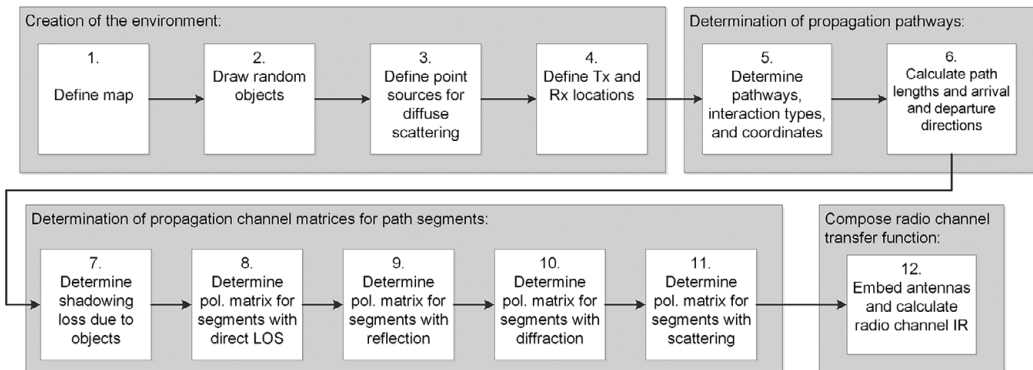 Creation of the environment:
1.
Define map
2.
Draw random
objects
3.
Define point
sources for
diffuse
scattering
4.
Define Tx and
Rx locations
Determination of propagation pathways:
5.
Determine
pathways,
interaction types,
and coordinates
6.
Calculate path
lengths and arrival
and departure
directions
Determination of propagation channel matrices for path segments:
7.
Determine
shadowing
loss due to
objects
8.
Determine
pol. matrix for
segments with
direct LOS
9.
Determine
pol. matrix for
segments with
reflection
10.
Determine
pol. matrix for
segments with
diffraction
11.
Determine
pol. matrix for
segments with
scattering
Compose radio channel
transfer function:
12.
Embed antennas
and calculate
radio channel IR